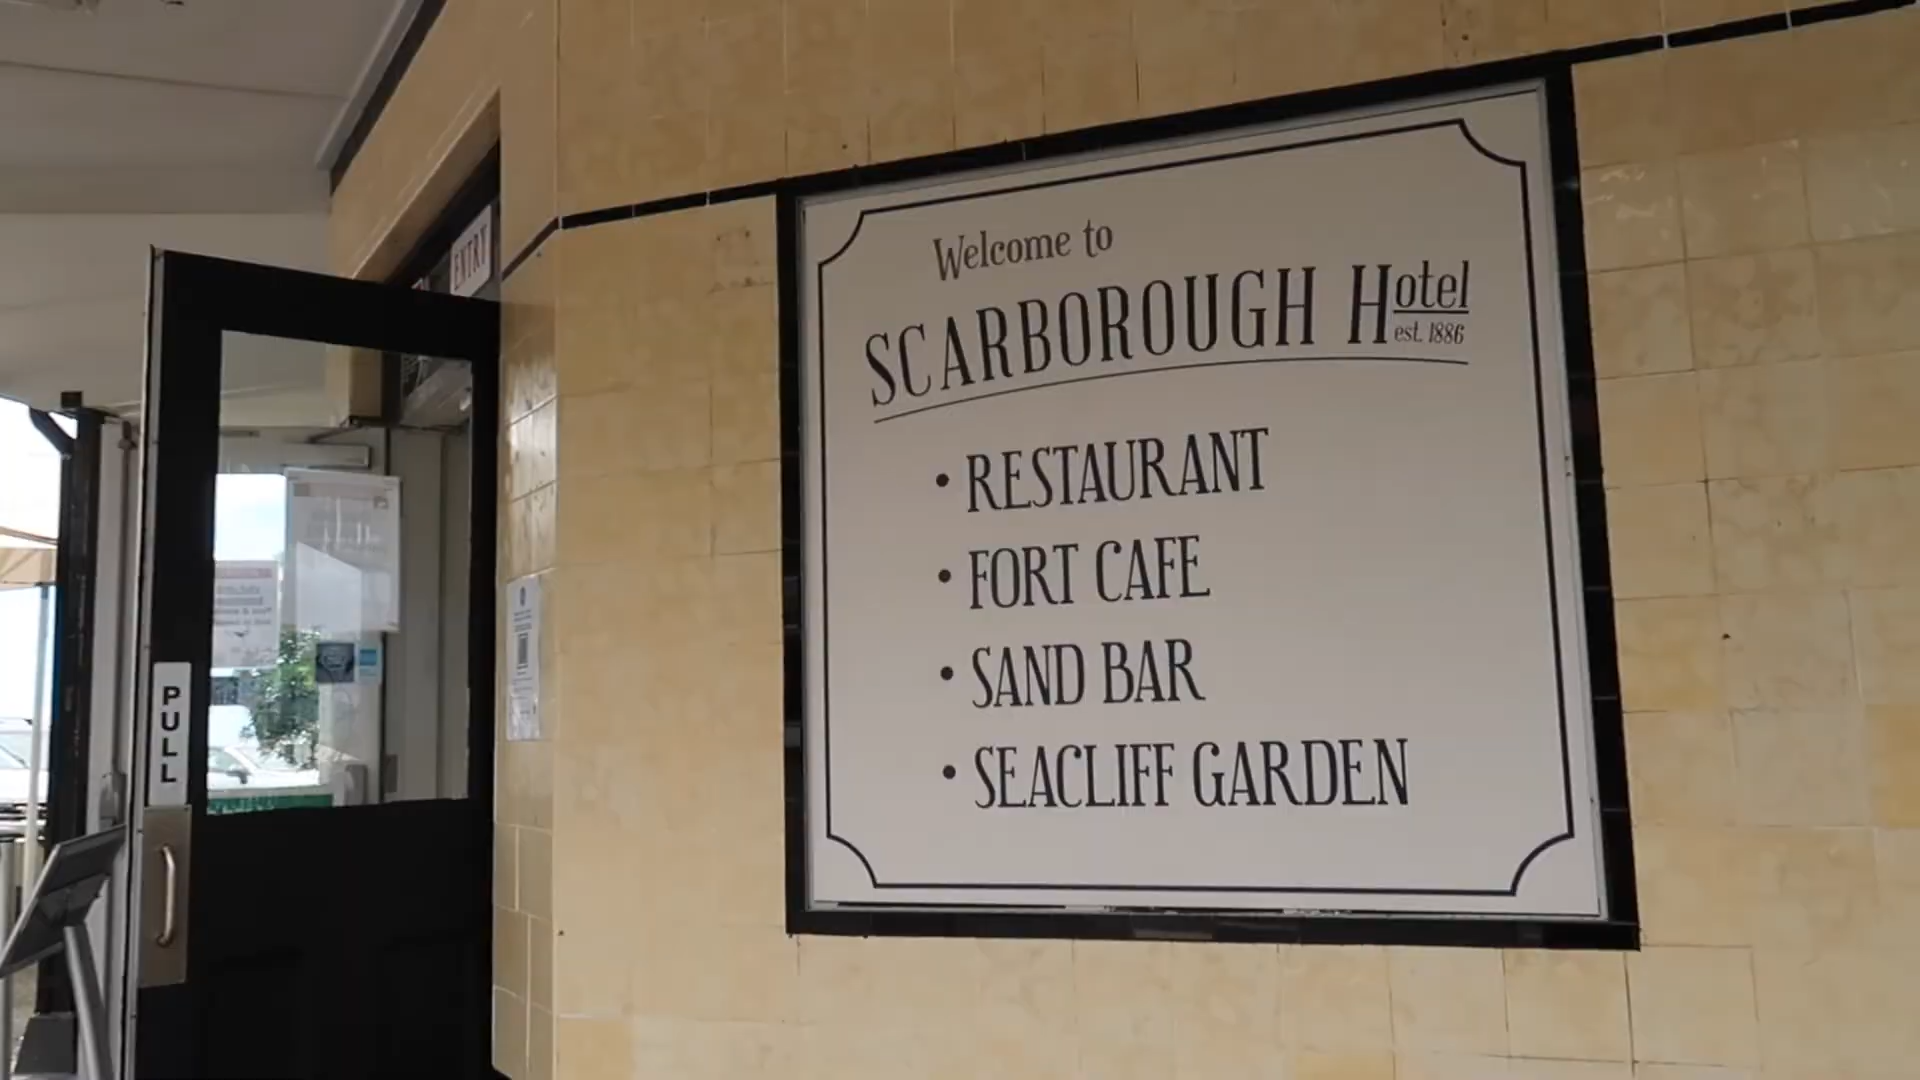 ENTRY
PULL
Welcome to
SCARBOROUGH Hotel
est. 1886
• RESTAURANT
• FORT CAFE
• SAND BAR
• SEACLIFF GARDEN